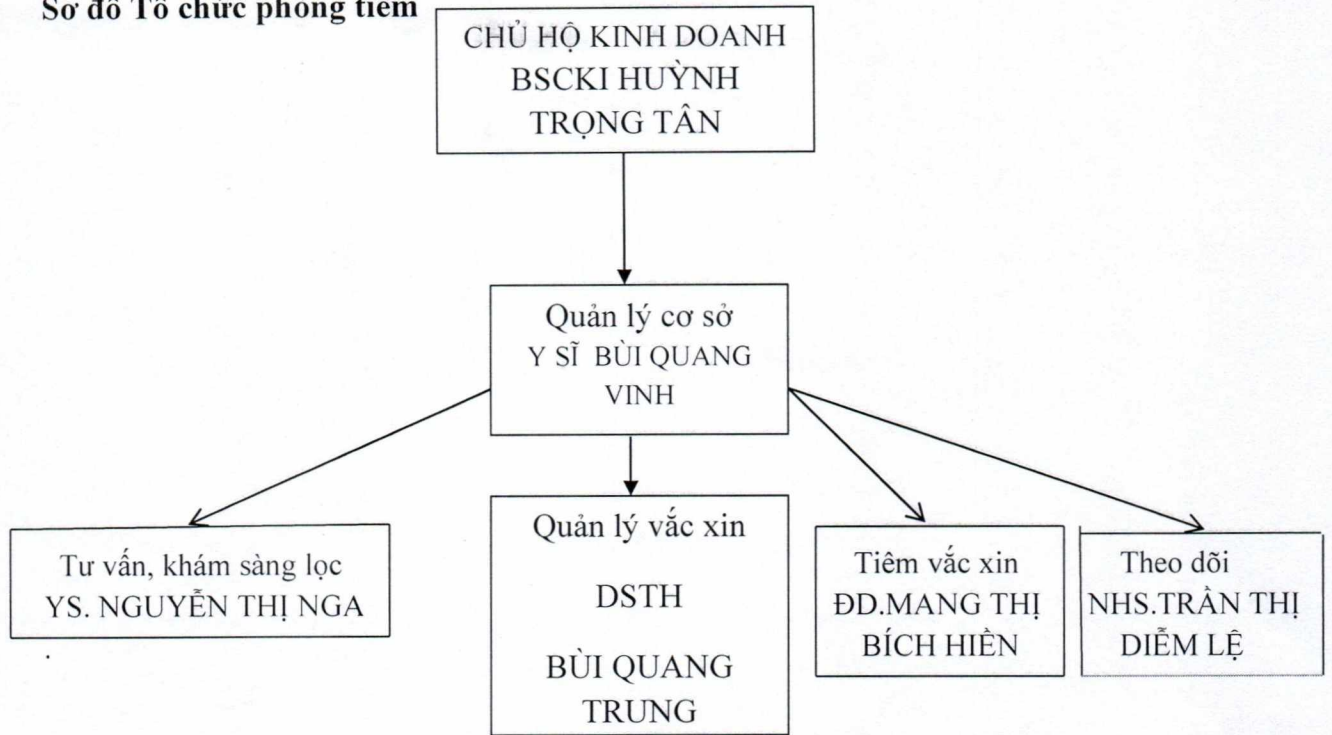 Sơ đồ Tổ chức phòng tiêm
CHỦ HỘ KINH DOANH
BSCKI HUỲNH
TRỌNG TÂN
Quản lý cơ sở
Y SĨ BÙI QUANG
VINH
Tư vấn, khám sàng lọc
YS. NGUYỄN THỊ NGA
Quản lý vắc xin
DSTH
BÙI QUANG
TRUNG
Tiêm vắc xin
ĐD.MANG THỊ
BÍCH HIỀN
Theo dõi
NHS.TRẦN THỊ
DIỄM LỆ